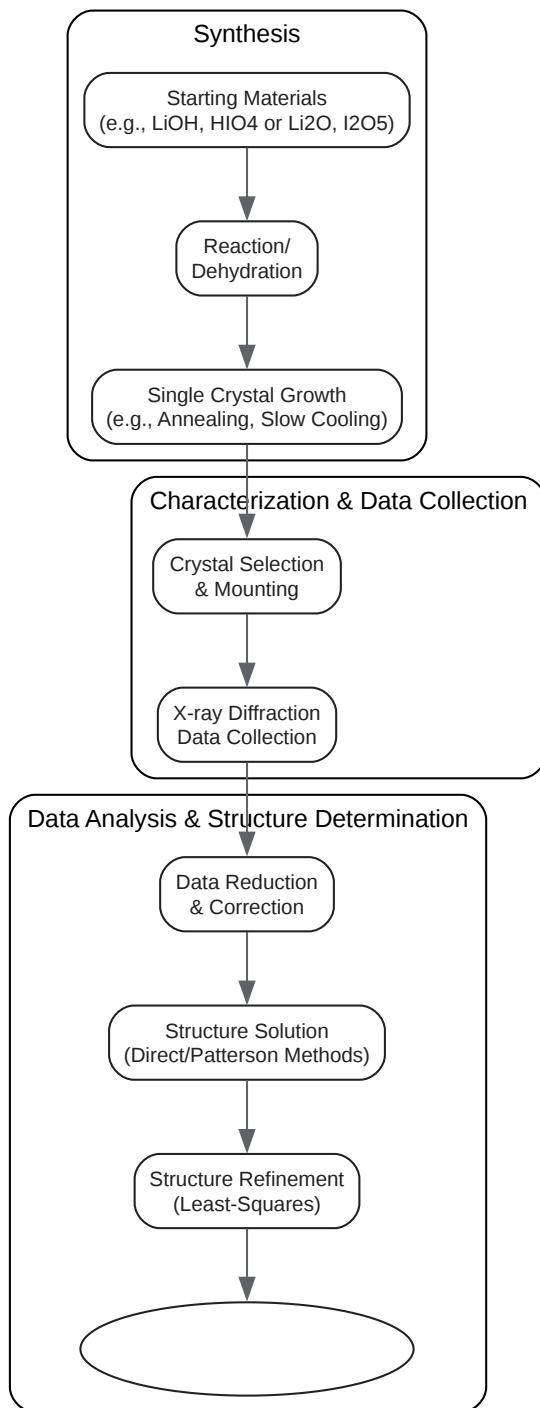 Synthesis
Starting Materials
(e.g., LiOH, HIO4 or Li2O, I2O5)
Reaction/
Dehydration
Single Crystal Growth
(e.g., Annealing, Slow Cooling)
Characterization & Data Collection
Crystal Selection
& Mounting
X-ray Diffraction
Data Collection
Data Analysis & Structure Determination
Data Reduction
& Correction
Structure Solution
(Direct/Patterson Methods)
Structure Refinement
(Least-Squares)